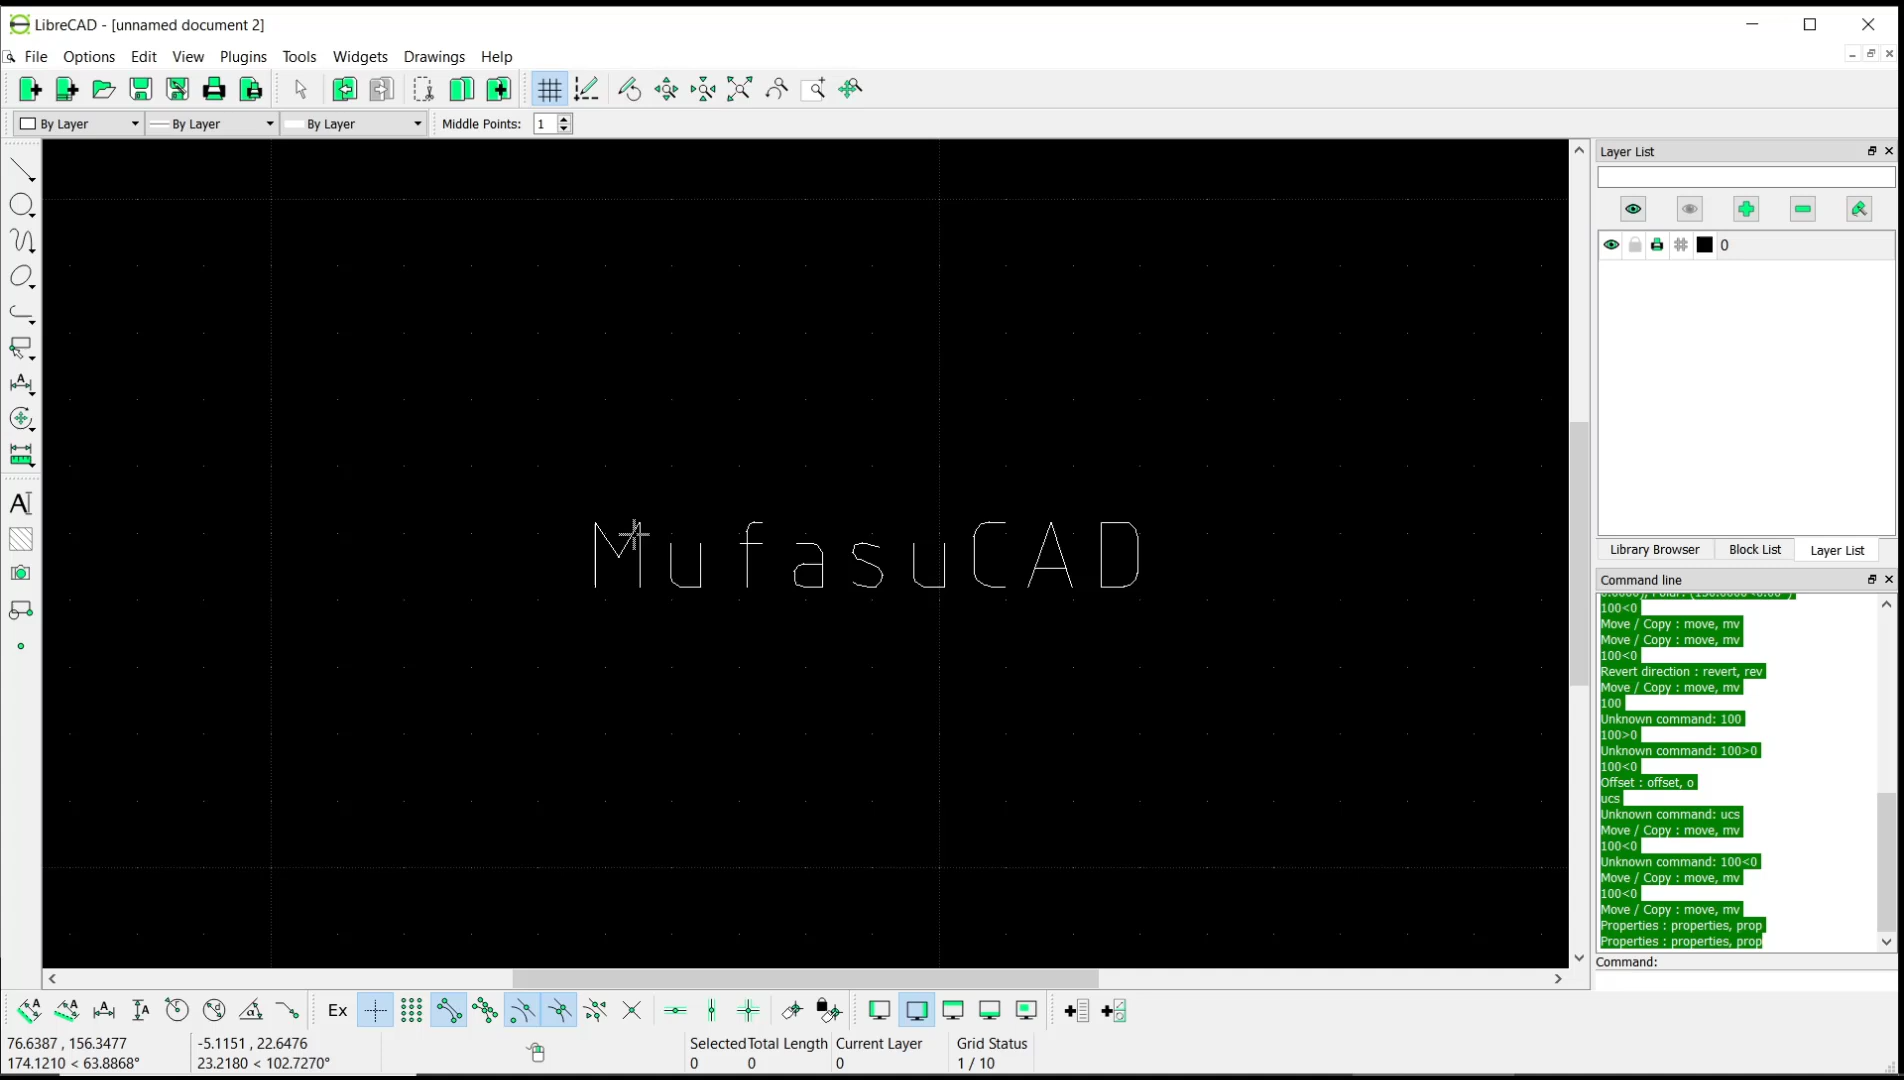 LibreCAD - [unnamed document 2]
File Options Edit View Plugins Tools Widgets Drawings Help
By Layer By Layer By Layer Middle Points: 1
Layer List
0
MufasuCAD
Library Browser Block List Layer List
Command line
100<0
Move / Copy : move, mv
Move / Copy : move, mv
100<0
Revert direction : revert, rev
Move / Copy : move, mv
100
Unknown command: 100
100>0
Unknown command: 100>0
100<0
Offset : offset, o
ucs
Unknown command: ucs
Move / Copy : move, mv
100<0
Unknown command: 100<0
Move / Copy : move, mv
100<0
Move / Copy : move, mv
Properties : properties, prop
Properties : properties, prop
Command:
Ex
76.6387 , 156.3477 -5.1151 , 22.6476 Selected Total Length Current Layer Grid Status
174.1210 < 63.8868° 23.2180 < 102.7270° 0 0 0 1 / 10